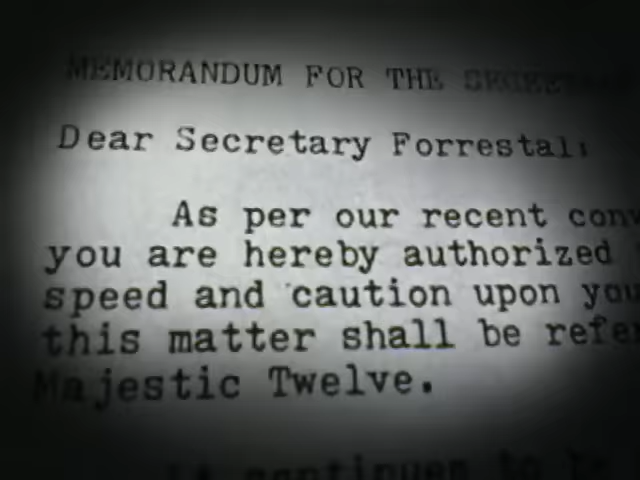 MEMORANDUM FOR THE
Dear Secretary Forrestal:
As per our recent
you are hereby authorized
speed and caution upon
this matter shall be
Majestic Twelve.